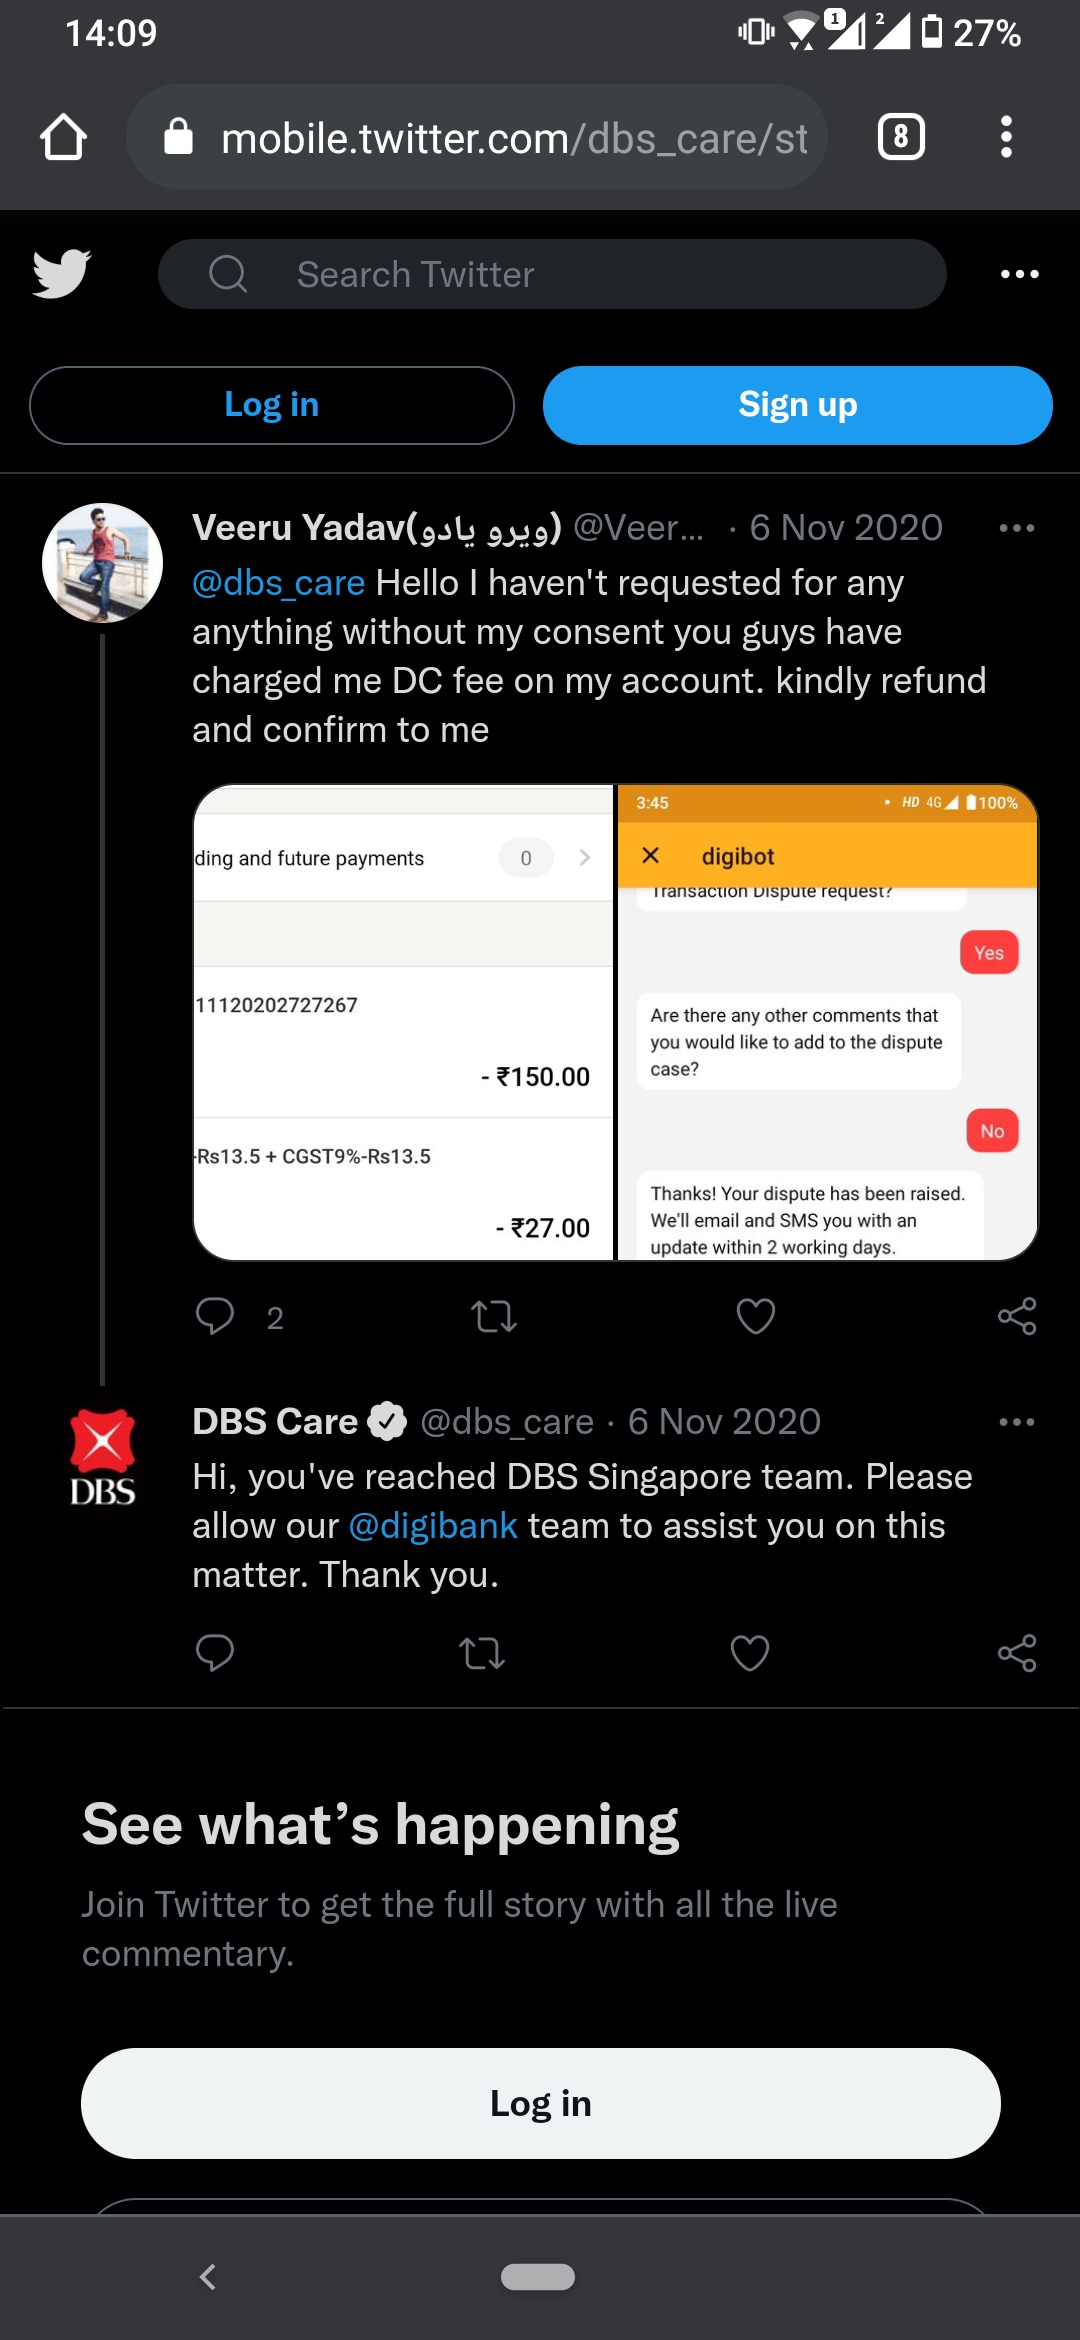 14:09
1
2
27%
mobile.twitter.com/dbs_care/st
8
Search Twitter
Log in
Sign up
Veeru Yadav(ویرو یادو) @Veer... · 6 Nov 2020
@dbs_care Hello I haven't requested for any
anything without my consent you guys have
charged me DC fee on my account. kindly refund
and confirm to me
ding and future payments
0
11120202727267
- ₹150.00
-Rs13.5 + CGST9%-Rs13.5
- ₹27.00
3:45
HD 4G 100%
digibot
Transaction Dispute request?
Yes
Are there any other comments that
you would like to add to the dispute
case?
No
Thanks! Your dispute has been raised.
We'll email and SMS you with an
update within 2 working days.
2
DBS
DBS Care @dbs_care · 6 Nov 2020
Hi, you've reached DBS Singapore team. Please
allow our @digibank team to assist you on this
matter. Thank you.
See what's happening
Join Twitter to get the full story with all the live
commentary.
Log in